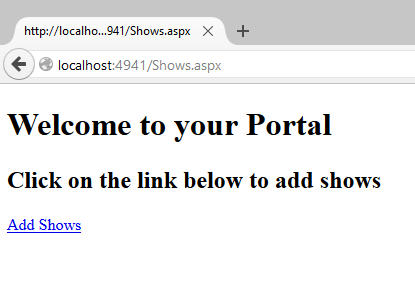 http://localho...941/Shows.aspx
localhost:4941/Shows.aspx
Welcome to your Portal
Click on the link below to add shows
Add Shows